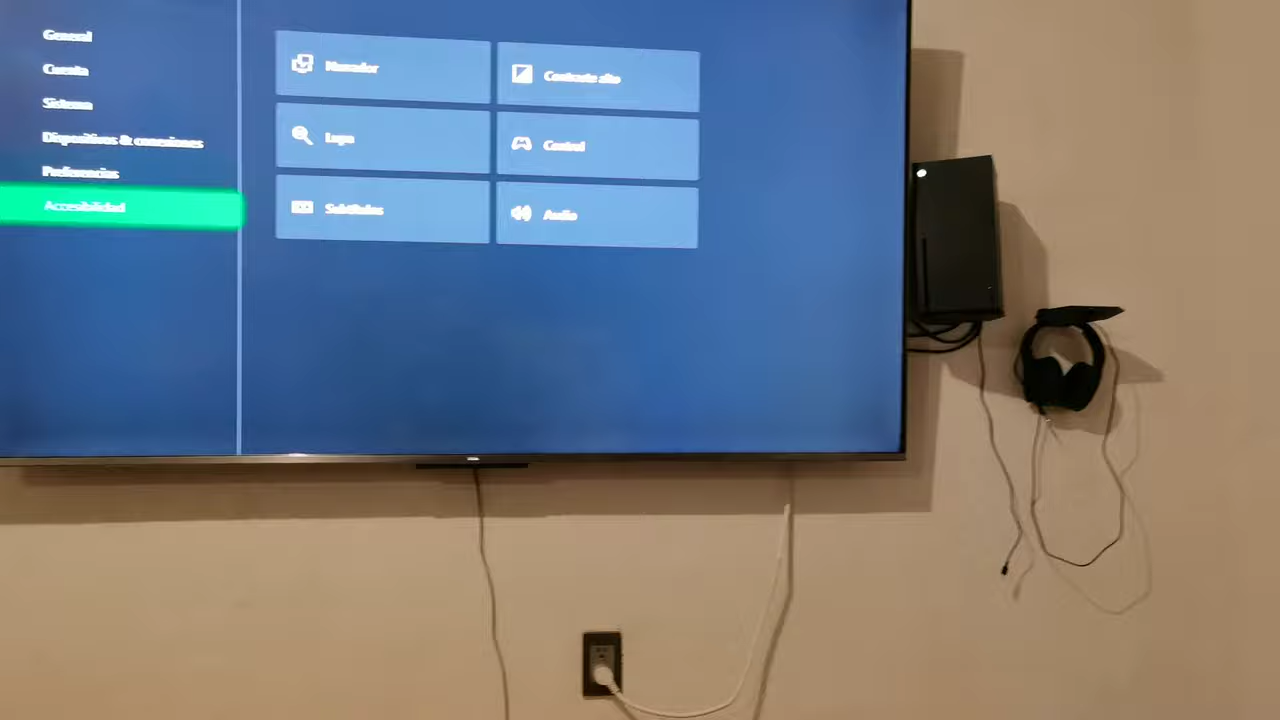 General
Cuenta
Sistema
Dispositivos & conexiones
Preferencias
Accesibilidad
Narrador
Contraste alto
Lupa
Control
Subtítulos
Audio